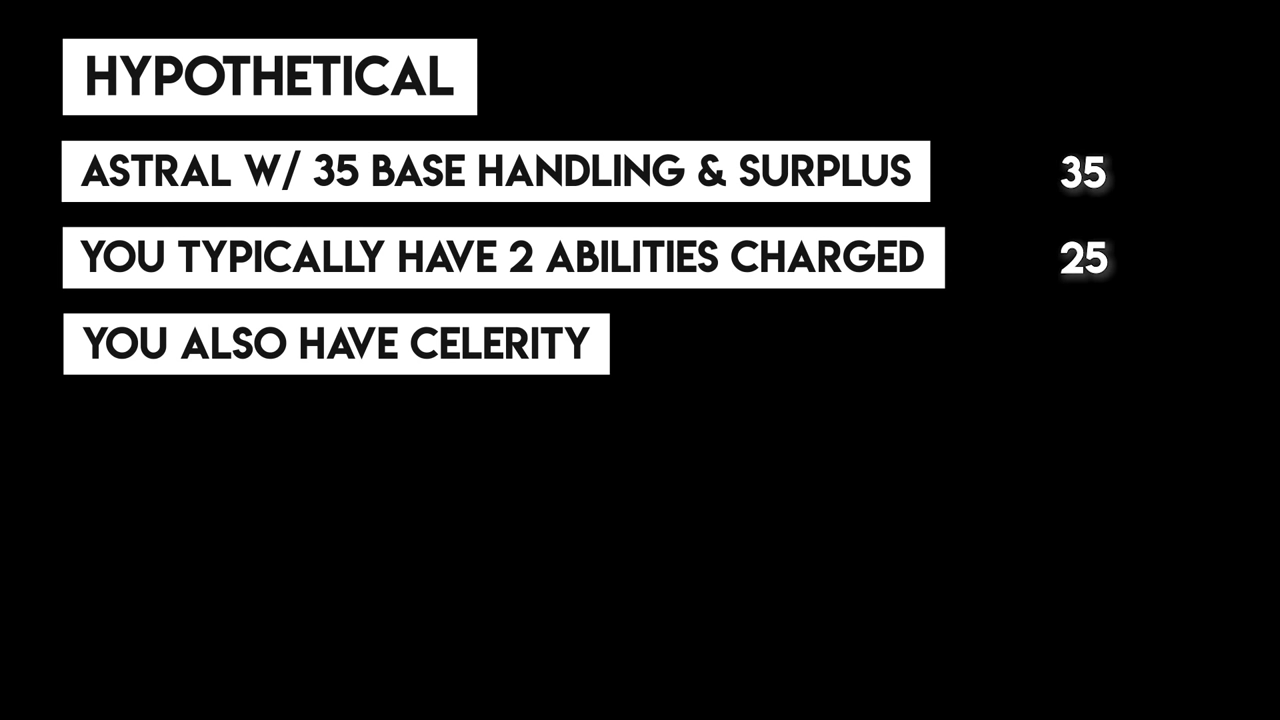 HYPOTHETICAL
ASTRAL W/ 35 BASE HANDLING & SURPLUS 35
YOU TYPICALLY HAVE 2 ABILITIES CHARGED 25
YOU ALSO HAVE CELERITY